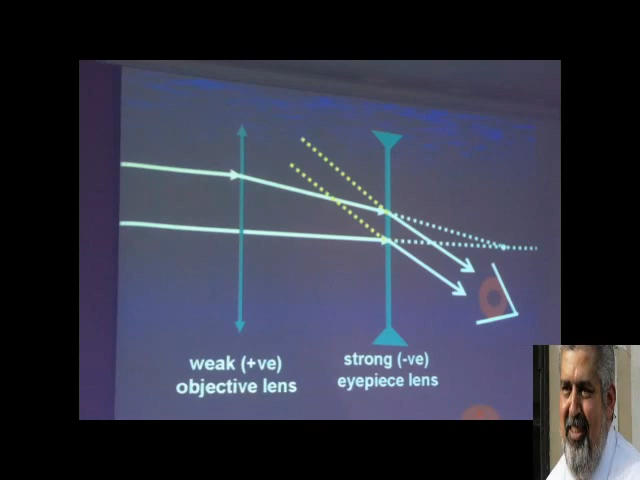 weak (+ve)
objective lens
strong (-ve)
eyepiece lens